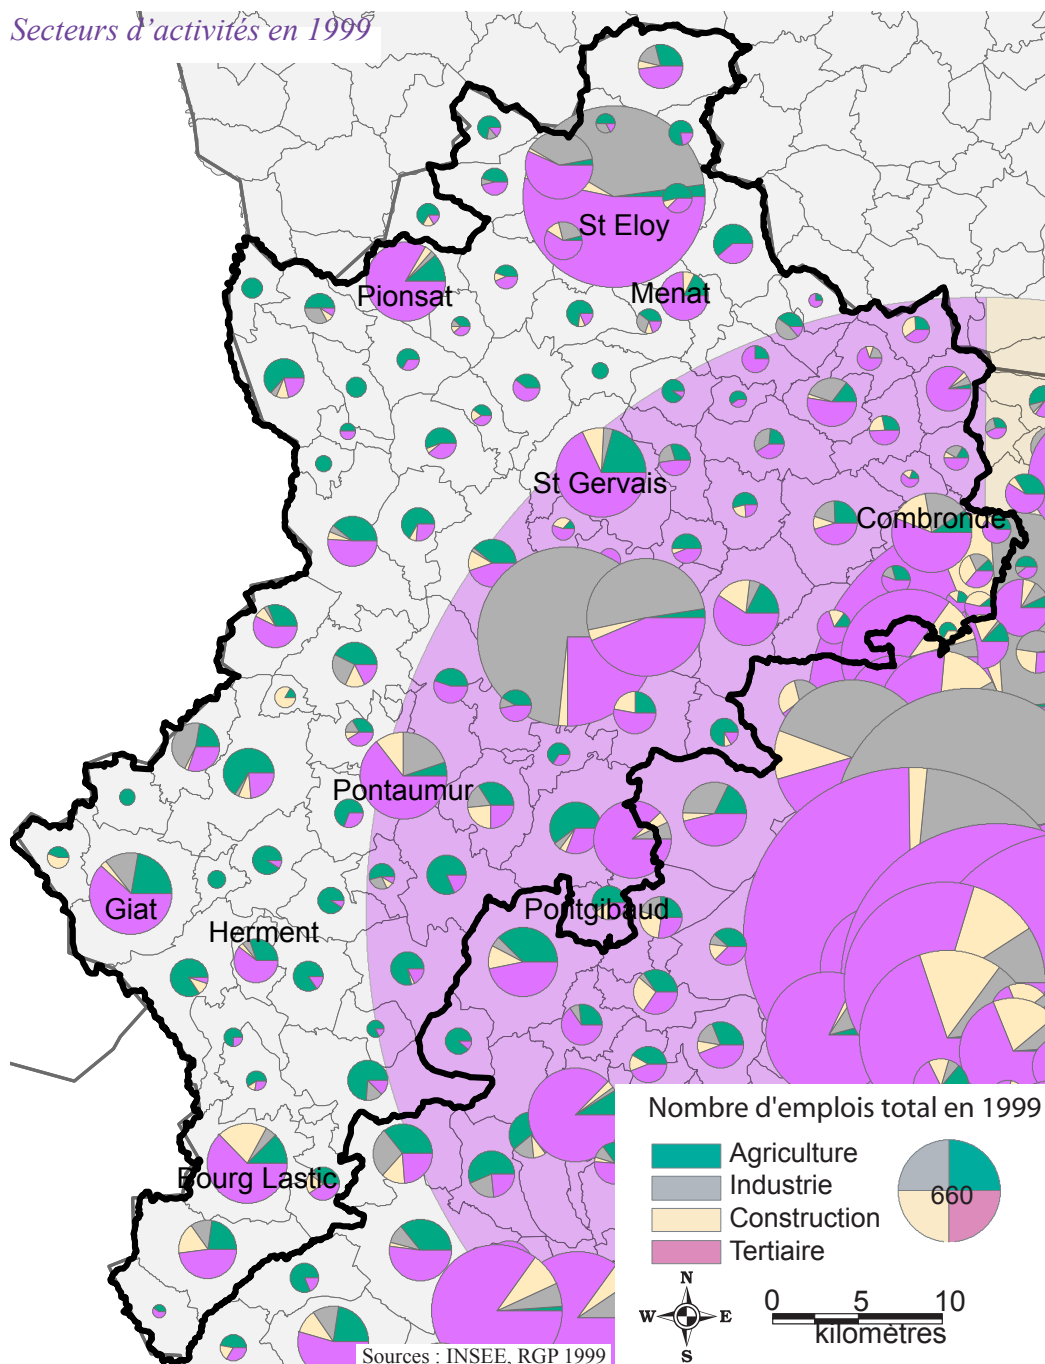 Secteurs d'activités en 1999
St Eloy
Pionsat
Menat
St Gervais
Combronde
Pontaumur
Giat
Pontgibaud
Herment
Bourg Lastic
Nombre d'emplois total en 1999
Agriculture
Industrie
Construction
Tertiaire
660
N
W E
S
0 5 10
kilomètres
Sources : INSEE, RGP 1999